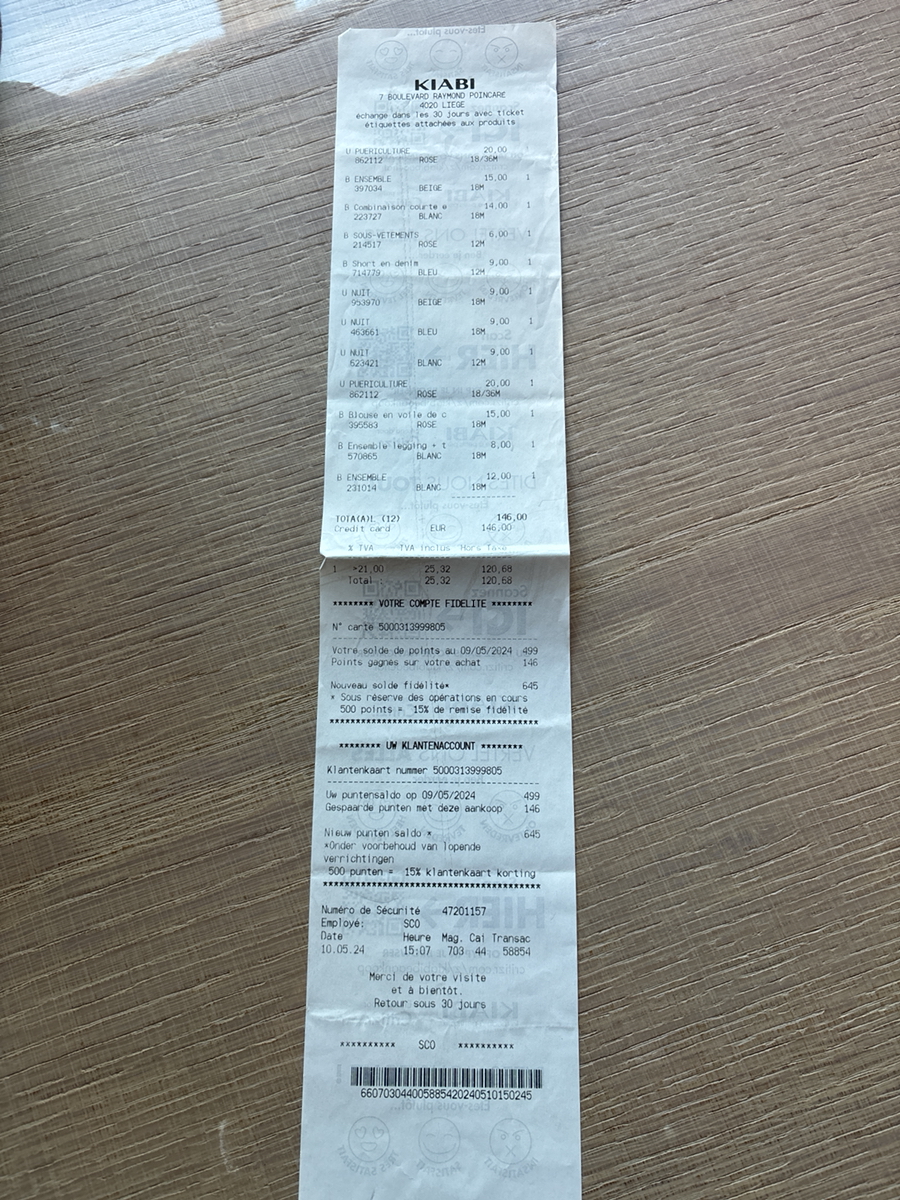 KIABI
7 BOULEVARD RAYMOND POINCARE
4020 LIEGE
échange dans les 30 jours avec ticket
étiquettes attachées aux produits
U PUERICULTURE 20,00 1
862112 ROSE 18/36M
B ENSEMBLE 15,00 1
397034 BEIGE 18M
B Combinaison courte e 14,00 1
223727 BLANC 18M
B SOUS-VETEMENTS 6,00 1
214517 ROSE 12M
B Short en denim 9,00 1
714779 BLEU 12M
U NUIT 9,00 1
953970 BEIGE 18M
U NUIT 9,00 1
463661 BLEU 18M
U NUIT 9,00 1
523421 BLANC 12M
U PUERICULTURE 20,00 1
862112 ROSE 18/36M
B Blouse en voile de c 15,00 1
395583 ROSE 18M
B Ensemble legging + t 8,00 1
570865 BLANC 18M
B ENSEMBLE 12,00 1
231014 BLANC 18M
TOTA(A)L (12) 146,00
Credit card EUR 146,00
% TVA TVA inclus Hors Taxe
1 >21,00 25,32 120,68
Total : 25,32 120,68
******** VOTRE COMPTE FIDELITE ********
N° carte 5000313999805
Votre solde de points au 09/05/2024 499
Points gagnés sur votre achat 146
Nouveau solde fidélité* 645
* Sous réserve des opérations en cours
500 points = 15% de remise fidélité
****************************************
******** UW KLANTENACCOUNT ********
Klantenkaart nummer 5000313999805
Uw puntensaldo op 09/05/2024 499
Gespaarde punten met deze aankoop 146
Nieuw punten saldo * 645
*Onder voorbehoud van lopende
verrichtingen
500 punten = 15% klantenkaart korting
****************************************
Numéro de Sécurité 47201157
Employé: SCO
Date Heure Mag. Cai Transac
10.05.24 15:07 703 44 58854
Merci de votre visite
et à bientôt.
Retour sous 30 jours
********** SCO **********
660703044005885420240510150245